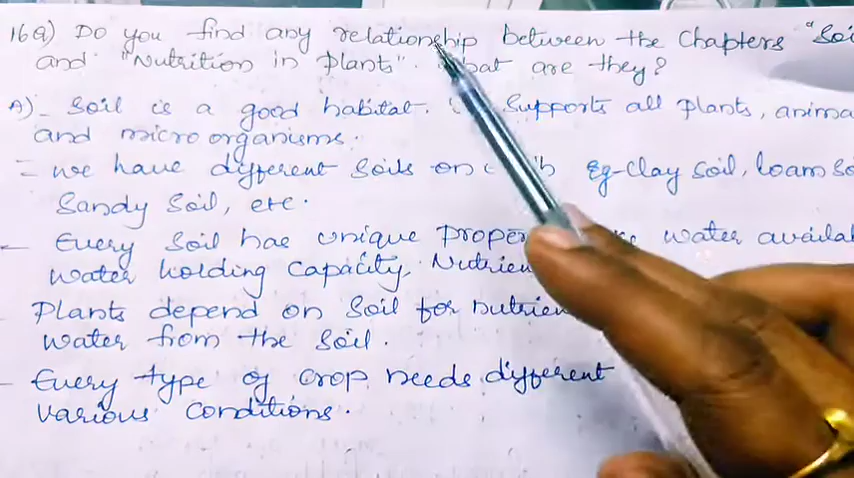 16Q) Do you find any relationship between the Chapters "Soi
and "Nutrition in plants". hat are they?
A) - Soil is a good habitat. Supports all plants, anima
and micro organisms.
= we have different Soils on Eg-Clay Soil, loam So
Sandy Soil, etc.
- Every Soil has unique Proper water availa
Water holding Capacity, Nutrien
Plants depend on Soil for nutrien
water from the Soil.
- Every type of crop needs different
various conditions.